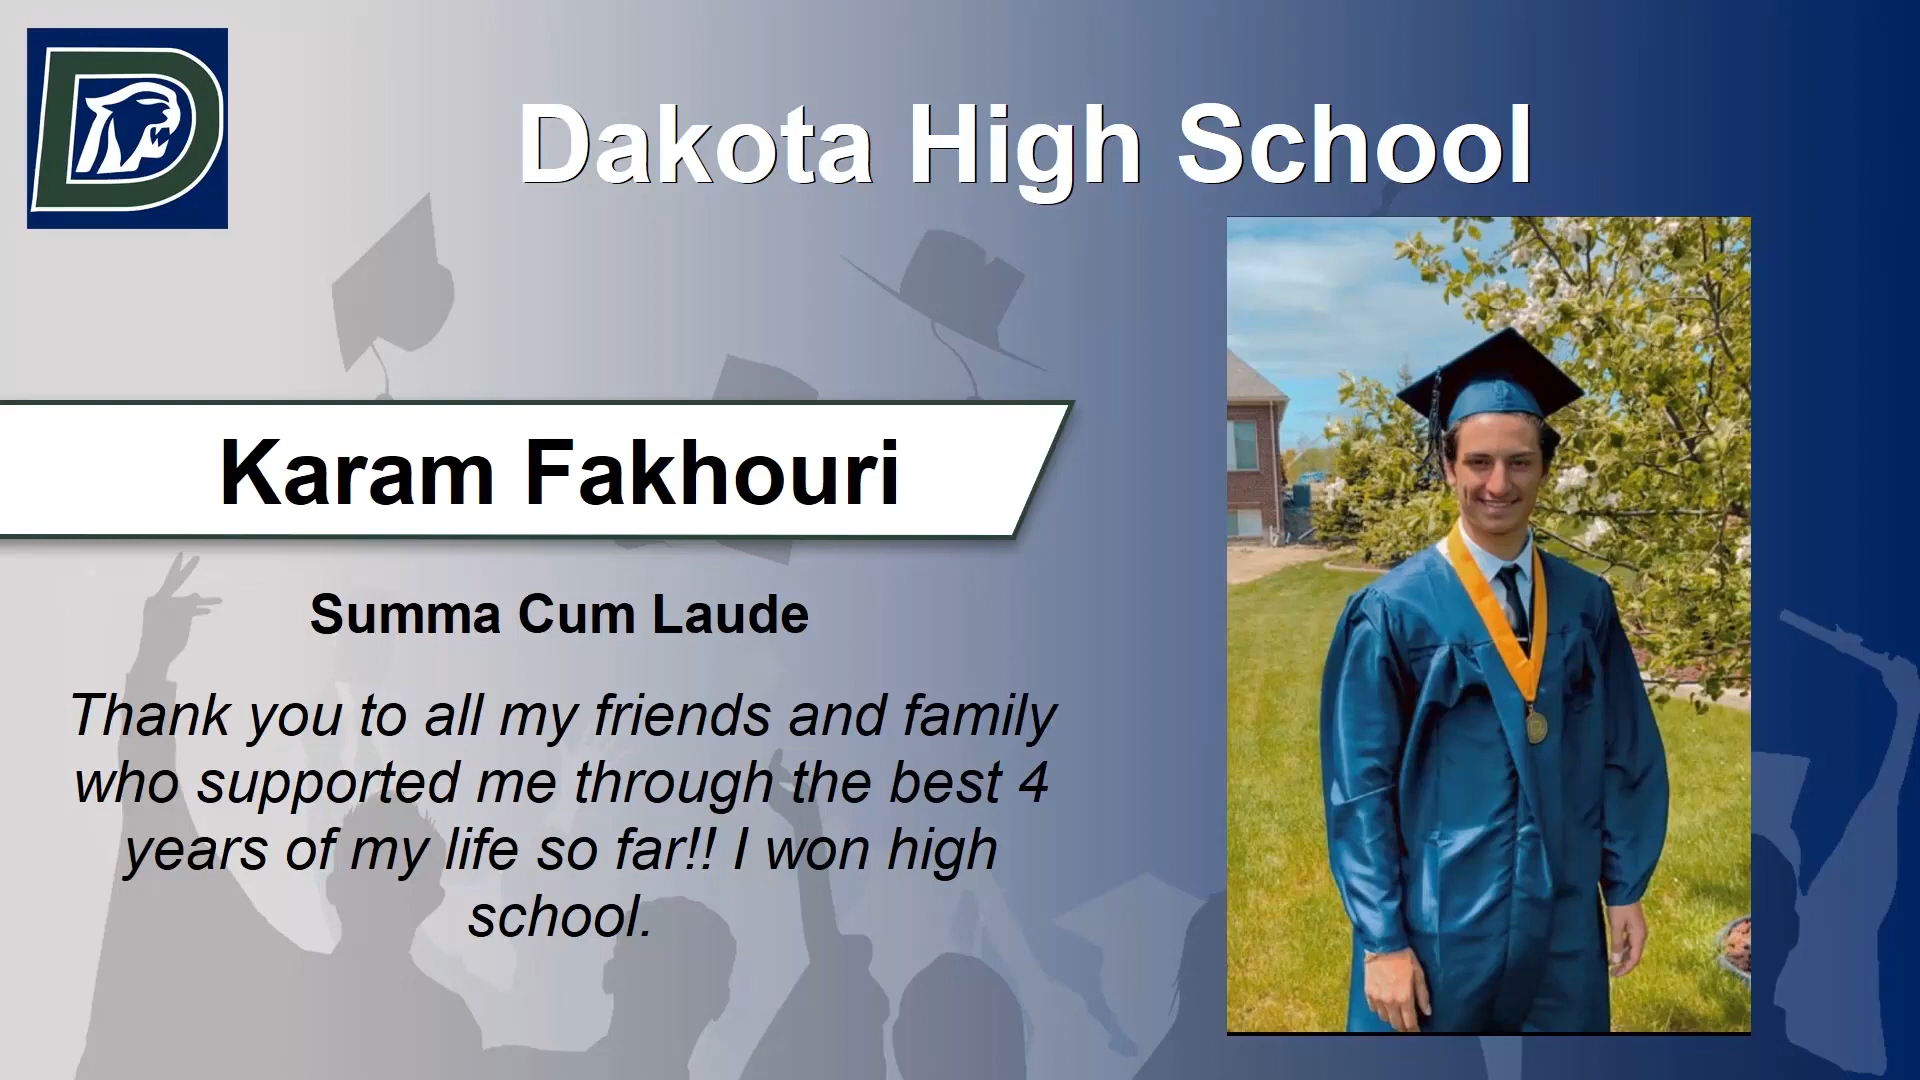 D
Dakota High School
Karam Fakhouri
Summa Cum Laude
Thank you to all my friends and family
who supported me through the best 4
years of my life so far!! I won high
school.